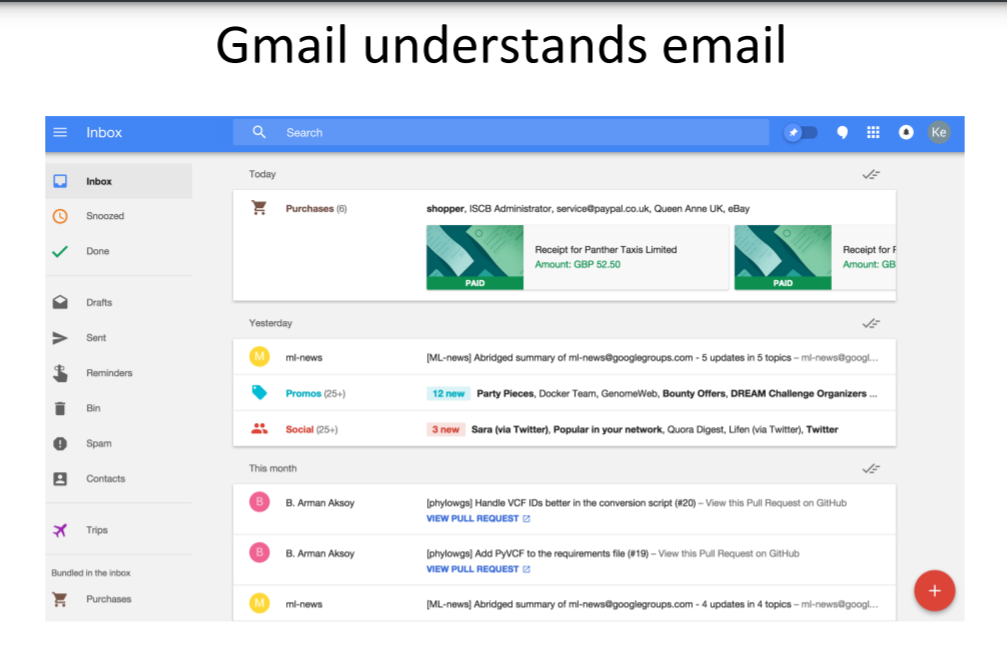 Gmail understands email
Inbox
Search
Ke
Inbox
Snoozed
Done
Drafts
Sent
Reminders
Bin
Spam
Contacts
Trips
Bundled in the inbox
Purchases
Today
Purchases (6)
shopper, ISCB Administrator, service@paypal.co.uk, Queen Anne UK, eBay
PAID
Receipt for Panther Taxis Limited
Amount: GBP 52.50
PAID
Receipt for F
Amount: GB
Yesterday
M
ml-news
[ML-news] Abridged summary of ml-news@googlegroups.com - 5 updates in 5 topics – ml-news@googl...
Promos (25+)
12 new Party Pieces, Docker Team, GenomeWeb, Bounty Offers, DREAM Challenge Organizers ...
Social (25+)
3 new Sara (via Twitter), Popular in your network, Quora Digest, Lifen (via Twitter), Twitter
This month
B
B. Arman Aksoy
[phylowgs] Handle VCF IDs better in the conversion script (#20) – View this Pull Request on GitHub
VIEW PULL REQUEST
B
B. Arman Aksoy
[phylowgs] Add PyVCF to the requirements file (#19) – View this Pull Request on GitHub
VIEW PULL REQUEST
M
ml-news
[ML-news] Abridged summary of ml-news@googlegroups.com - 4 updates in 4 topics – ml-news@googl...